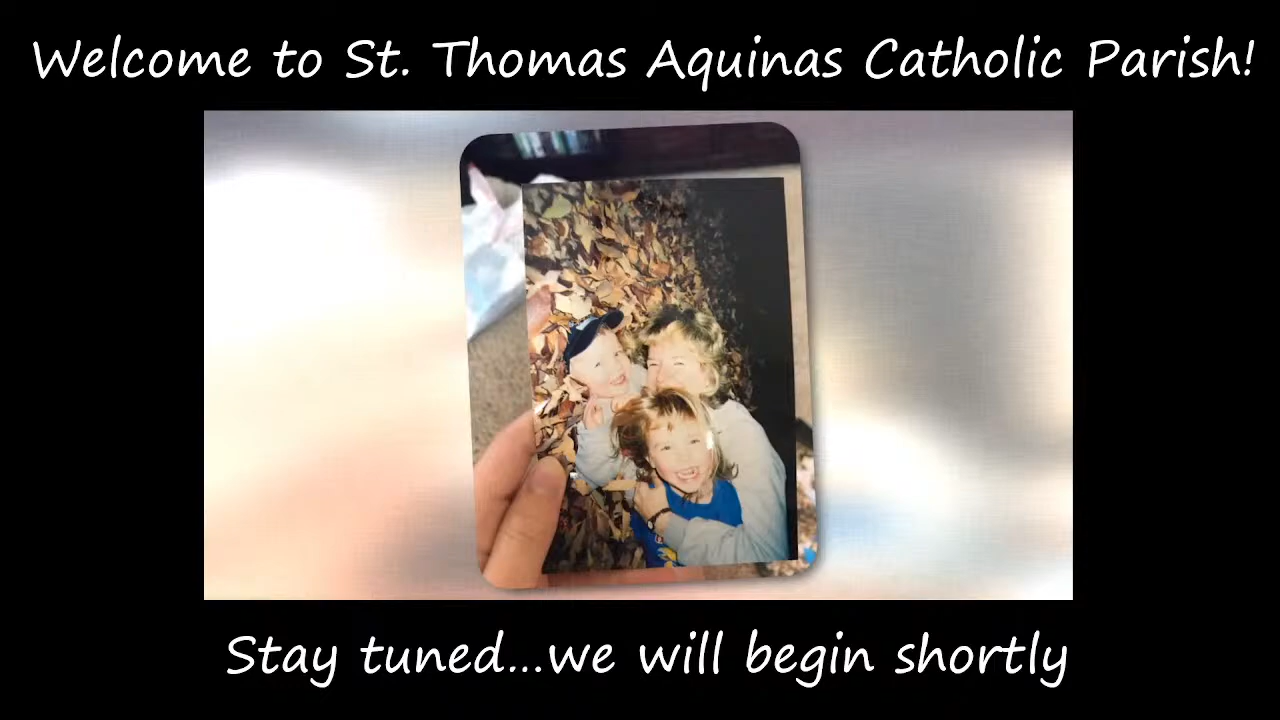 Welcome to St. Thomas Aquinas Catholic Parish!
Stay tuned...we will begin shortly